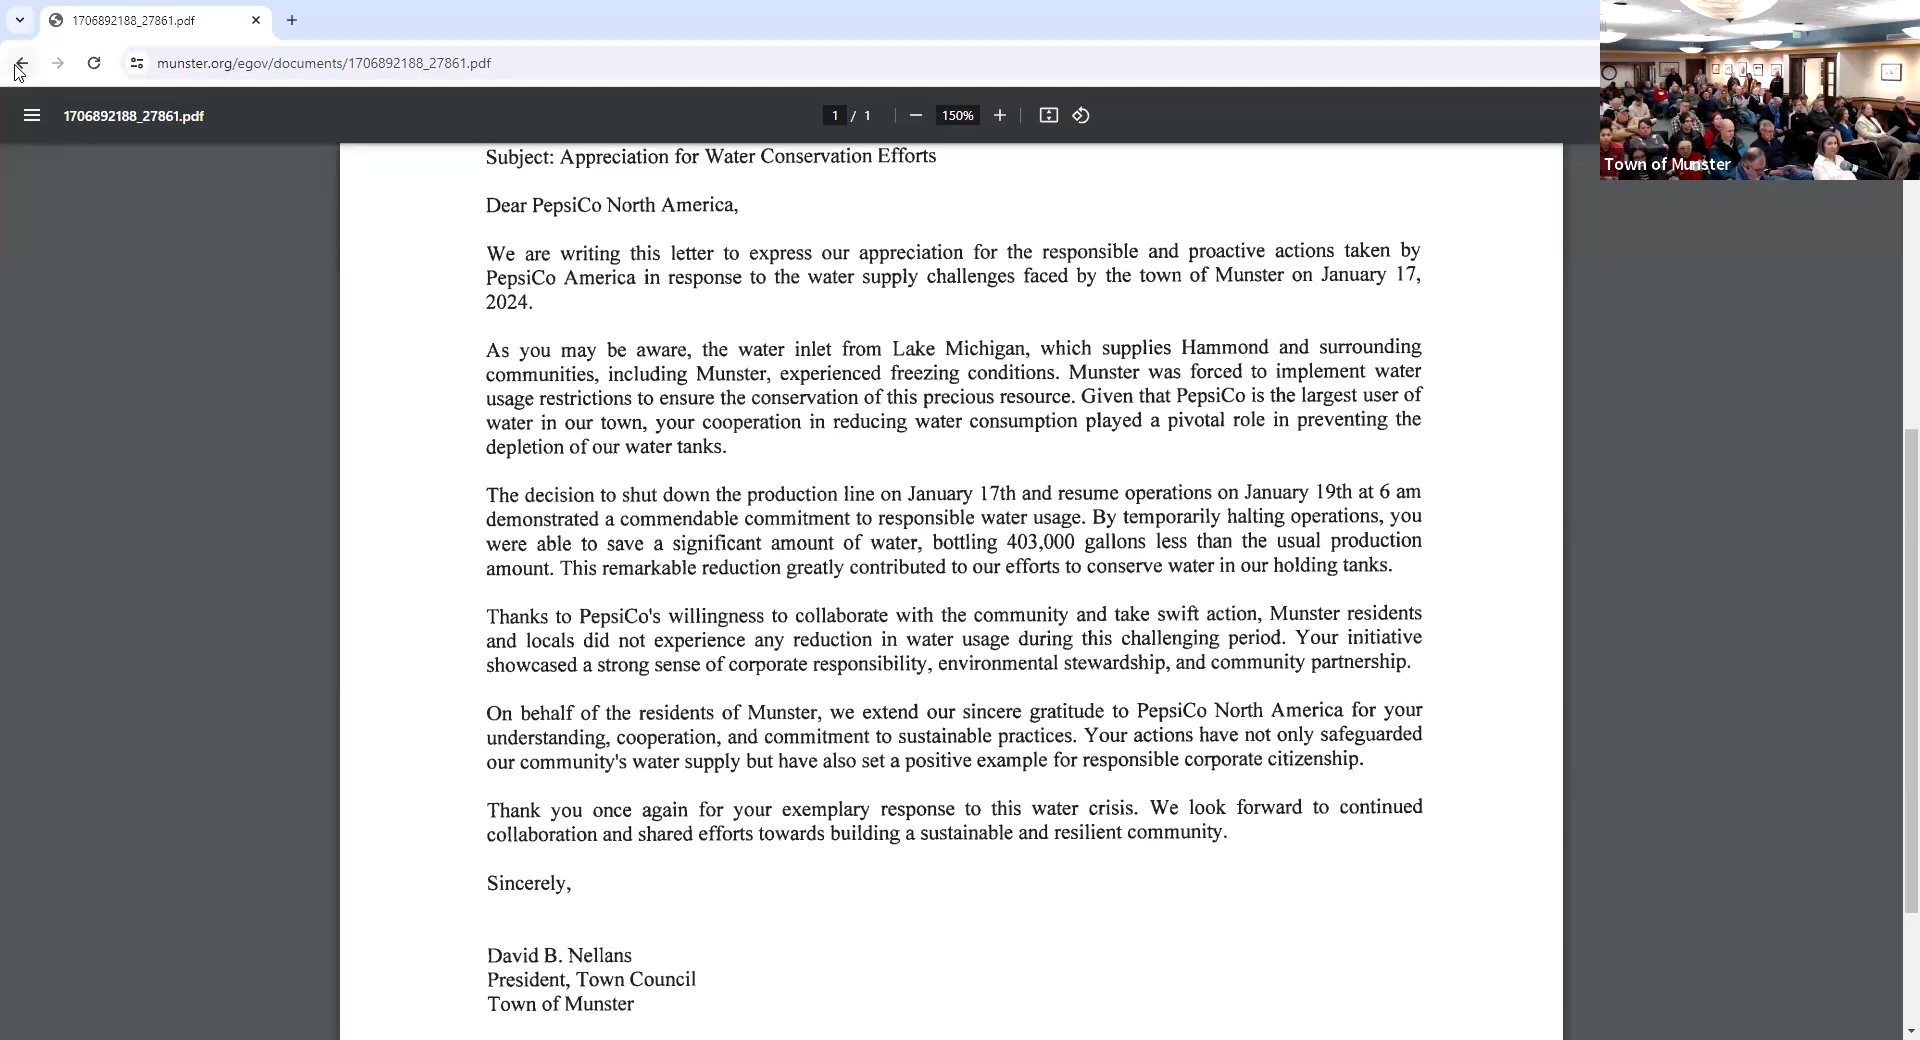 1706892188_27861.pdf
munster.org/egov/documents/1706892188_27861.pdf
1706892188_27861.pdf
1 / 1
150%
Town of Munster
Subject: Appreciation for Water Conservation Efforts
Dear PepsiCo North America,
We are writing this letter to express our appreciation for the responsible and proactive actions taken by
PepsiCo America in response to the water supply challenges faced by the town of Munster on January 17,
2024.
As you may be aware, the water inlet from Lake Michigan, which supplies Hammond and surrounding
communities, including Munster, experienced freezing conditions. Munster was forced to implement water
usage restrictions to ensure the conservation of this precious resource. Given that PepsiCo is the largest user of
water in our town, your cooperation in reducing water consumption played a pivotal role in preventing the
depletion of our water tanks.
The decision to shut down the production line on January 17th and resume operations on January 19th at 6 am
demonstrated a commendable commitment to responsible water usage. By temporarily halting operations, you
were able to save a significant amount of water, bottling 403,000 gallons less than the usual production
amount. This remarkable reduction greatly contributed to our efforts to conserve water in our holding tanks.
Thanks to PepsiCo's willingness to collaborate with the community and take swift action, Munster residents
and locals did not experience any reduction in water usage during this challenging period. Your initiative
showcased a strong sense of corporate responsibility, environmental stewardship, and community partnership.
On behalf of the residents of Munster, we extend our sincere gratitude to PepsiCo North America for your
understanding, cooperation, and commitment to sustainable practices. Your actions have not only safeguarded
our community's water supply but have also set a positive example for responsible corporate citizenship.
Thank you once again for your exemplary response to this water crisis. We look forward to continued
collaboration and shared efforts towards building a sustainable and resilient community.
Sincerely,
David B. Nellans
President, Town Council
Town of Munster